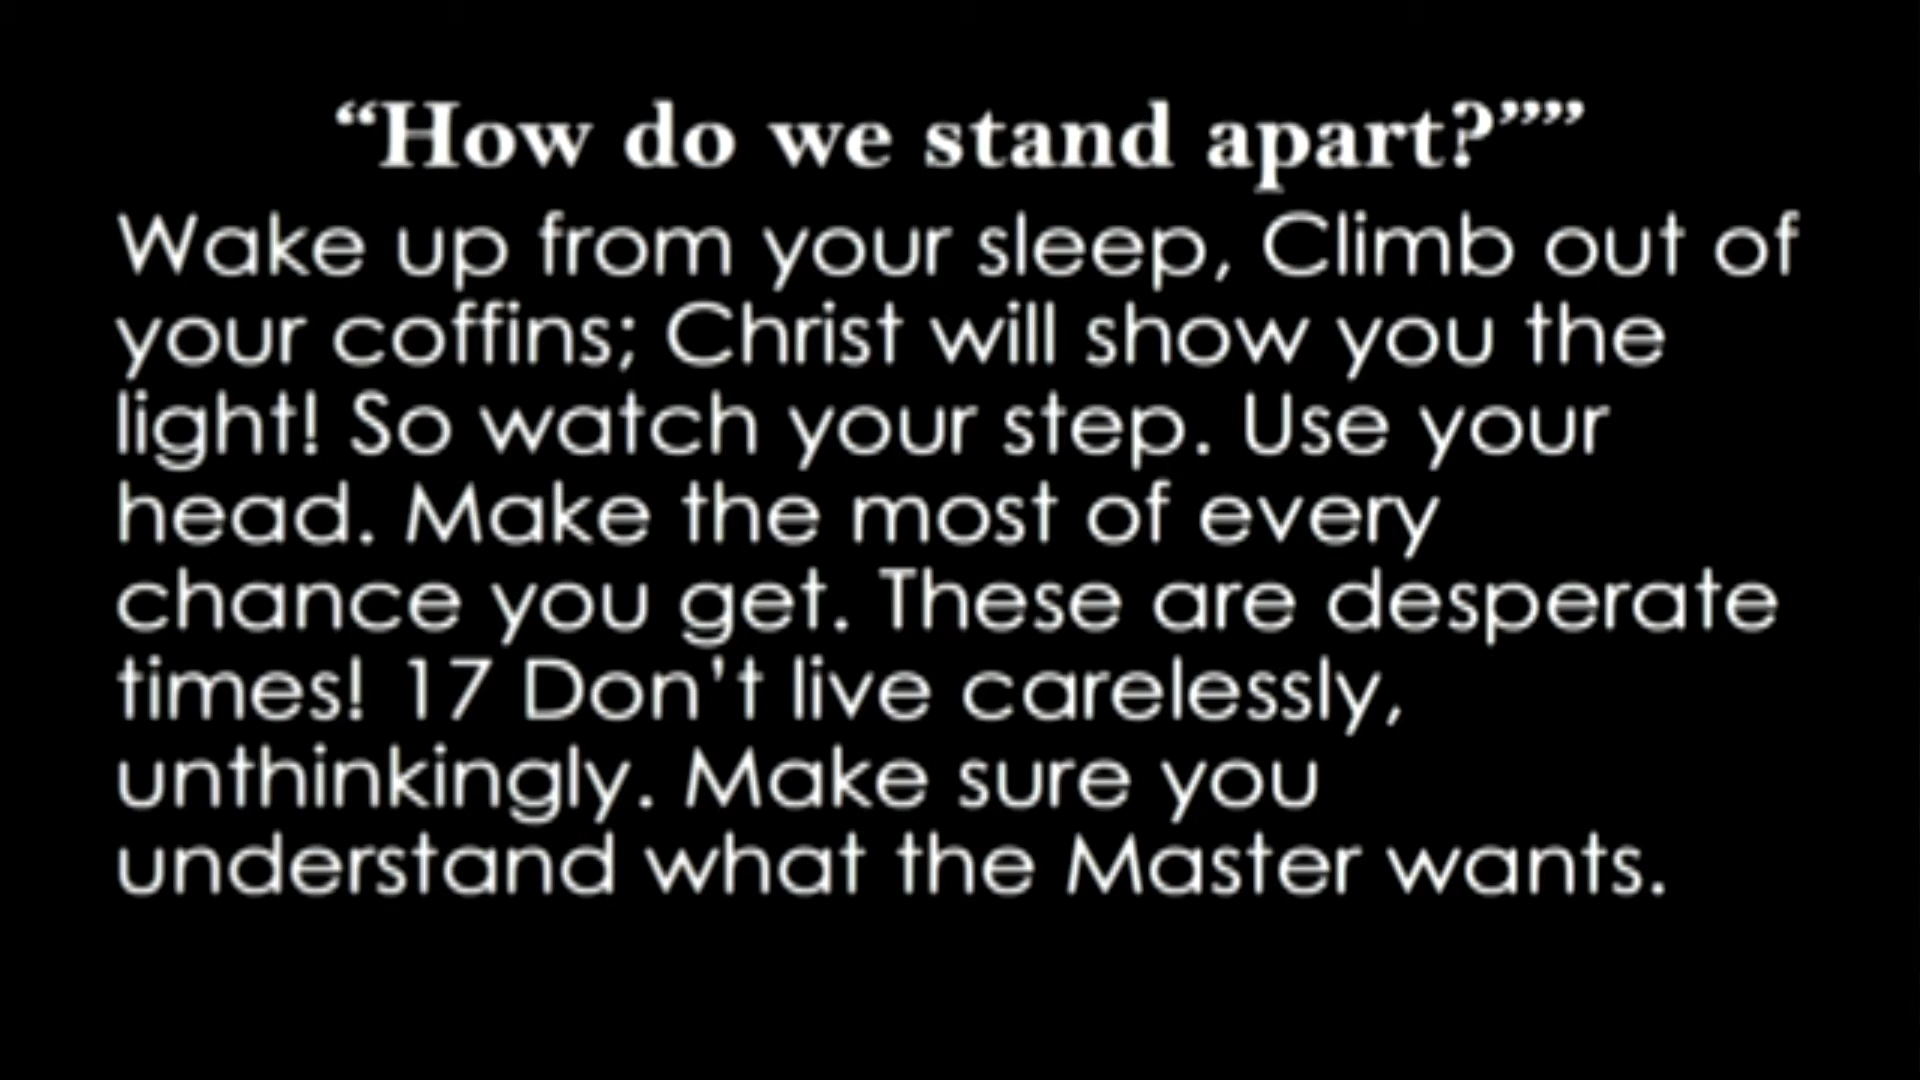 “How do we stand apart?””
Wake up from your sleep, Climb out of
your coffins; Christ will show you the
light! So watch your step. Use your
head. Make the most of every
chance you get. These are desperate
times! 17 Don’t live carelessly,
unthinkingly. Make sure you
understand what the Master wants.